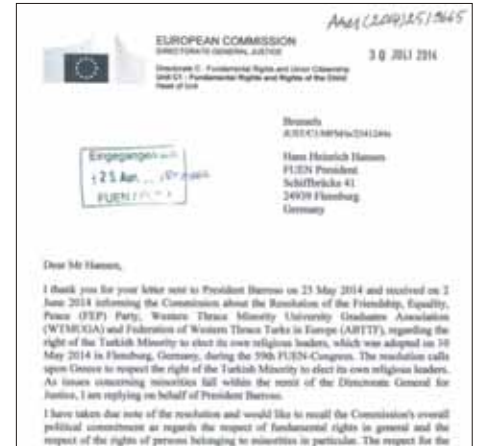 Ares(2014)2519665
EUROPEAN COMMISSION
DIRECTORATE-GENERAL JUSTICE
30 JULI 2014
Directorate C : Fundamental Rights and Union Citizenship
Unit C1 : Fundamental Rights and Rights of the Child
Head of Unit
Brussels
Eingegangen
25 Aug.
FUEN
Hans Heinrich Hansen
FUEN President
Schiffbrücke 41
24939 Flensburg
Germany
Dear Mr Hansen,
I thank you for your letter sent to President Barroso on 23 May 2014 and received on 2
June 2014 informing the Commission about the Resolution of the Friendship, Equality,
Peace (FEP) Party, Western Thrace Minority University Graduates Association
(WTMUGA) and Federation of Western Thrace Turks in Europe (ABTTF), regarding the
right of the Turkish Minority to elect its own religious leaders, which was adopted on 10
May 2014 in Flensburg, Germany, during the 59th FUEN-Congress. The resolution calls
upon Greece to respect the right of the Turkish Minority to elect its own religious leaders.
As issues concerning minorities fall within the remit of the Directorate General for
Justice, I am replying on behalf of President Barroso.
I have taken due note of the resolution and would like to recall the Commission's overall
political commitment as regards the respect of fundamental rights in general and the
respect of the rights of persons belonging to minorities in particular. The respect for the